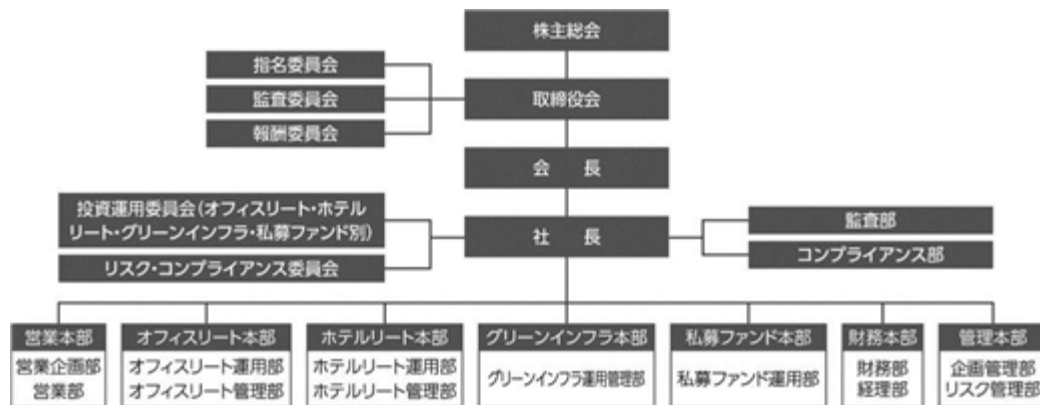 株主総会
指名委員会
監査委員会
報酬委員会
取締役会
会　長
投資運用委員会(オフィスリート・ホテル
リート・グリーンインフラ・私募ファンド別)
リスク・コンプライアンス委員会
社　長
監査部
コンプライアンス部
営業本部
営業企画部
営業部
オフィスリート本部
オフィスリート運用部
オフィスリート管理部
ホテルリート本部
ホテルリート運用部
ホテルリート管理部
グリーンインフラ本部
グリーンインフラ運用管理部
私募ファンド本部
私募ファンド運用部
財務本部
財務部
経理部
管理本部
企画管理部
リスク管理部